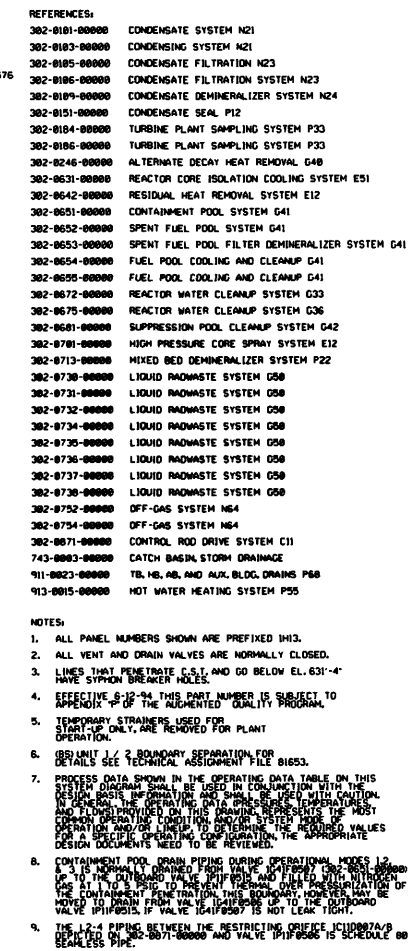 REFERENCES:
302-0101-00000 CONDENSATE SYSTEM N21
302-0103-00000 CONDENSING SYSTEM N21
302-0105-00000 CONDENSATE FILTRATION N23
676
302-0106-00000 CONDENSATE FILTRATION SYSTEM N23
302-0109-00000 CONDENSATE DEMINERALIZER SYSTEM N24
302-0151-00000 CONDENSATE SEAL P12
302-0184-00000 TURBINE PLANT SAMPLING SYSTEM P33
302-0186-00000 TURBINE PLANT SAMPLING SYSTEM P33
302-0246-00000 ALTERNATE DECAY HEAT REMOVAL G40
302-0631-00000 REACTOR CORE ISOLATION COOLING SYSTEM E51
302-0642-00000 RESIDUAL HEAT REMOVAL SYSTEM E12
302-0651-00000 CONTAINMENT POOL SYSTEM G41
302-0652-00000 SPENT FUEL POOL SYSTEM G41
302-0653-00000 SPENT FUEL POOL FILTER DEMINERALIZER SYSTEM G41
302-0654-00000 FUEL POOL COOLING AND CLEANUP G41
302-0655-00000 FUEL POOL COOLING AND CLEANUP G41
302-0672-00000 REACTOR WATER CLEANUP SYSTEM G33
302-0675-00000 REACTOR WATER CLEANUP SYSTEM G36
302-0681-00000 SUPPRESSION POOL CLEANUP SYSTEM G42
302-0701-00000 HIGH PRESSURE CORE SPRAY SYSTEM E12
302-0713-00000 MIXED BED DEMINERALIZER SYSTEM P22
302-0730-00000 LIQUID RADWASTE SYSTEM G50
302-0731-00000 LIQUID RADWASTE SYSTEM G50
302-0732-00000 LIQUID RADWASTE SYSTEM G50
302-0734-00000 LIQUID RADWASTE SYSTEM G50
302-0735-00000 LIQUID RADWASTE SYSTEM G50
302-0736-00000 LIQUID RADWASTE SYSTEM G50
302-0737-00000 LIQUID RADWASTE SYSTEM G50
302-0738-00000 LIQUID RADWASTE SYSTEM G50
302-0752-00000 OFF-GAS SYSTEM N64
302-0754-00000 OFF-GAS SYSTEM N64
302-0871-00000 CONTROL ROD DRIVE SYSTEM C11
743-0003-00000 CATCH BASIN, STORM DRAINAGE
911-0023-00000 TB, HB, AB, AND AUX. BLDG. DRAINS P68
913-0015-00000 HOT WATER HEATING SYSTEM P55
NOTES:
1. ALL PANEL NUMBERS SHOWN ARE PREFIXED 1H13.
2. ALL VENT AND DRAIN VALVES ARE NORMALLY CLOSED.
3. LINES THAT PENETRATE C.S.T. AND GO BELOW EL. 631'-4"
HAVE SYPHON BREAKER HOLES.
4. EFFECTIVE 6-12-94 THIS PART NUMBER IS SUBJECT TO
APPENDIX "P" OF THE AUGMENTED QUALITY PROGRAM.
5. TEMPORARY STRAINERS USED FOR
START-UP ONLY, ARE REMOVED FOR PLANT
OPERATION.
6. (BS) UNIT 1 / 2 BOUNDARY SEPARATION, FOR
DETAILS SEE TECHNICAL ASSIGNMENT FILE 81653.
7. PROCESS DATA SHOWN IN THE OPERATING DATA TABLE ON THIS
SYSTEM DIAGRAM SHALL BE USED IN CONJUNCTION WITH THE
DESIGN BASIS INFORMATION AND SHALL BE USED WITH CAUTION.
IN GENERAL, THE OPERATING DATA (PRESSURES, TEMPERATURES,
AND FLOWS) PROVIDED ON THIS DRAWING, REPRESENTS THE MOST
COMMON OPERATING CONDITION, AND/OR SYSTEM MODE OF
OPERATION AND/OR LINEUP. TO DETERMINE THE REQUIRED VALUES
FOR A SPECIFIC OPERATING CONFIGURATION, THE APPROPRIATE
DESIGN DOCUMENTS NEED TO BE REVIEWED.
8. CONTAINMENT POOL DRAIN PIPING DURING OPERATIONAL MODES 1,2,
& 3 IS NORMALLY DRAINED FROM VALVE 1G41F0507 (302-0651-00000)
UP TO THE OUTBOARD VALVE 1P11F0515 AND FILLED WITH NITROGEN
GAS AT 1 TO 5 PSIG TO PREVENT THERMAL OVER PRESSURIZATION OF
THE CONTAINMENT PENETRATION. THIS BOUNDARY, HOWEVER, MAY BE
MOVED TO DRAIN FROM VALVE 1G41F0506 UP TO THE OUTBOARD
VALVE 1P11F0515, IF VALVE 1G41F0507 IS NOT LEAK TIGHT.
9. THE L2-4 PIPING BETWEEN THE RESTRICTING ORIFICE 1C11D007A/B
DEPICTED ON 302-0871-00000 AND VALVE 1P11F0506 IS SCHEDULE 80
SEAMLESS PIPE.